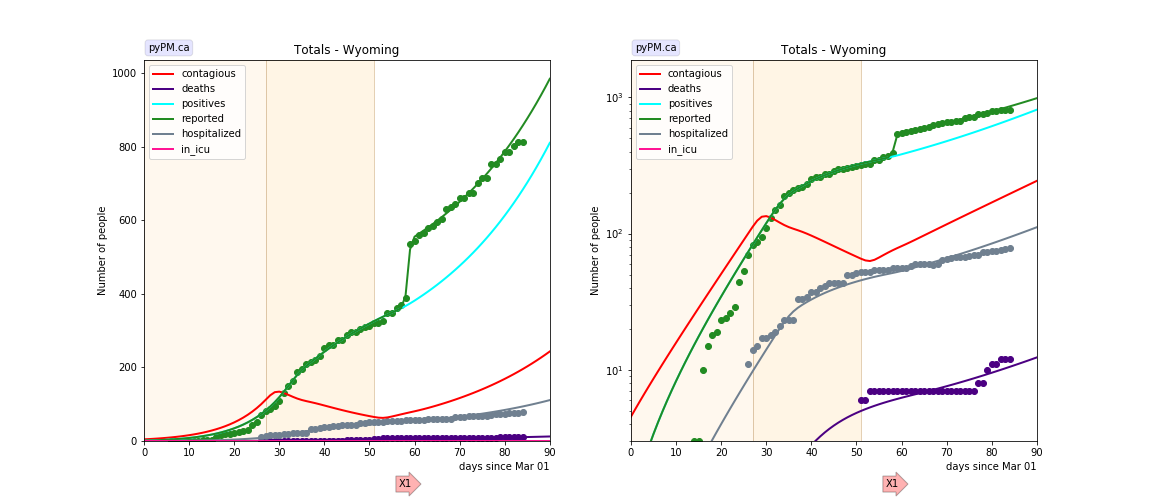 pyPM.ca
Totals - Wyoming
contagious
deaths
positives
reported
hospitalized
in_icu
Number of people
1000
800
600
400
200
0
0 10 20 30 40 50 60 70 80 90
days since Mar 01
X1
pyPM.ca
Totals - Wyoming
contagious
deaths
positives
reported
hospitalized
in_icu
Number of people
10³
10²
10¹
0 10 20 30 40 50 60 70 80 90
days since Mar 01
X1